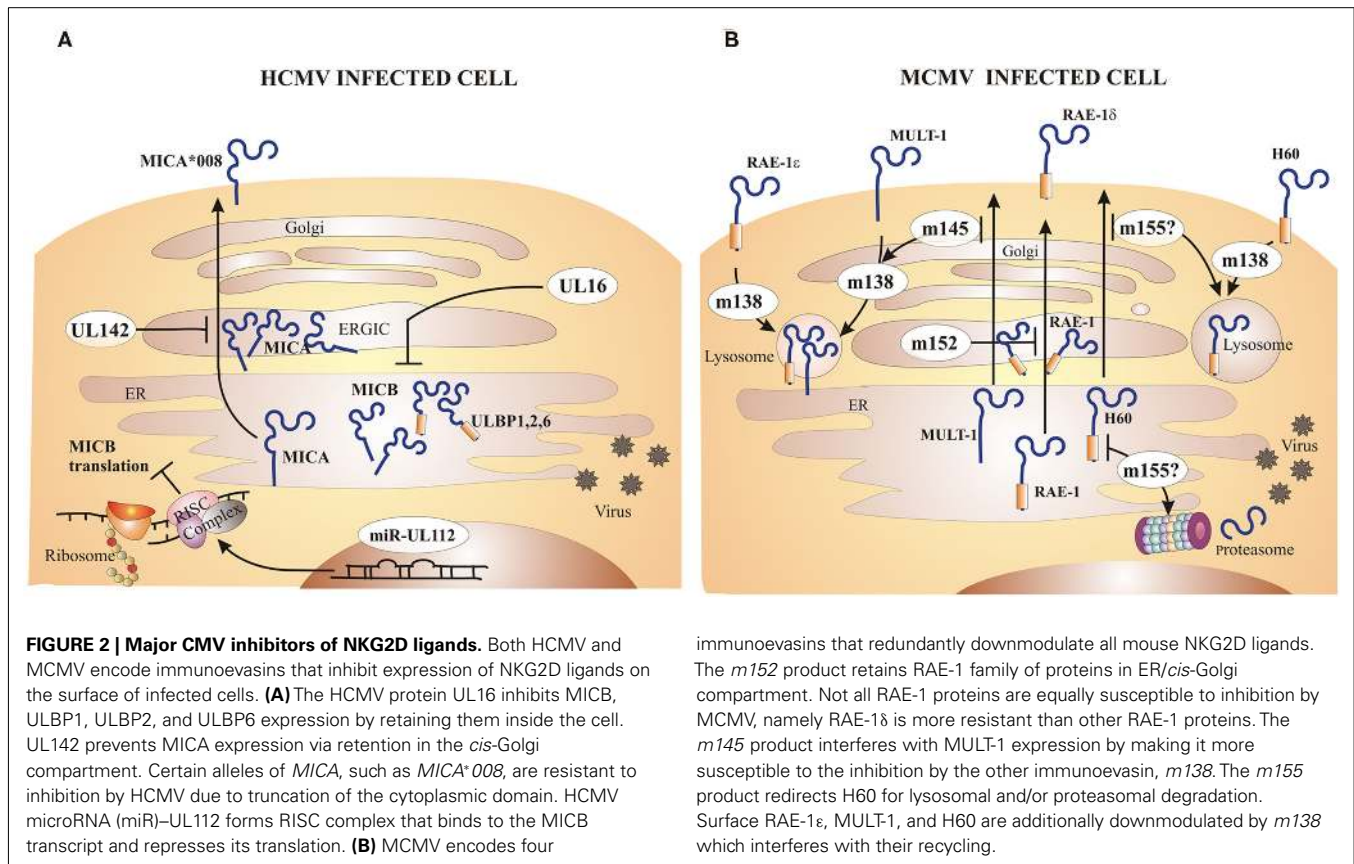 A
HCMV INFECTED CELL
MICA*008
Golgi
UL16
UL142
ERGIC
MICA
ER
MICB
ULBP1,2,6
MICB
translation
MICA
RISC
Complex
Virus
Ribosome
miR-UL112
B
MCMV INFECTED CELL
RAE-1δ
MULT-1
RAE-1ε
H60
m145
m155?
Golgi
m138
m138
m138
RAE-1
m152
Lysosome
Lysosome
ER
H60
MULT-1
Virus
m155?
RAE-1
Proteasome
FIGURE 2 | Major CMV inhibitors of NKG2D ligands. Both HCMV and
MCMV encode immunoevasins that inhibit expression of NKG2D ligands on
the surface of infected cells. (A) The HCMV protein UL16 inhibits MICB,
ULBP1, ULBP2, and ULBP6 expression by retaining them inside the cell.
UL142 prevents MICA expression via retention in the cis-Golgi
compartment. Certain alleles of MICA, such as MICA*008, are resistant to
inhibition by HCMV due to truncation of the cytoplasmic domain. HCMV
microRNA (miR)–UL112 forms RISC complex that binds to the MICB
transcript and represses its translation. (B) MCMV encodes four
immunoevasins that redundantly downmodulate all mouse NKG2D ligands.
The m152 product retains RAE-1 family of proteins in ER/cis-Golgi
compartment. Not all RAE-1 proteins are equally susceptible to inhibition by
MCMV, namely RAE-1δ is more resistant than other RAE-1 proteins. The
m145 product interferes with MULT-1 expression by making it more
susceptible to the inhibition by the other immunoevasin, m138. The m155
product redirects H60 for lysosomal and/or proteasomal degradation.
Surface RAE-1ε, MULT-1, and H60 are additionally downmodulated by m138
which interferes with their recycling.